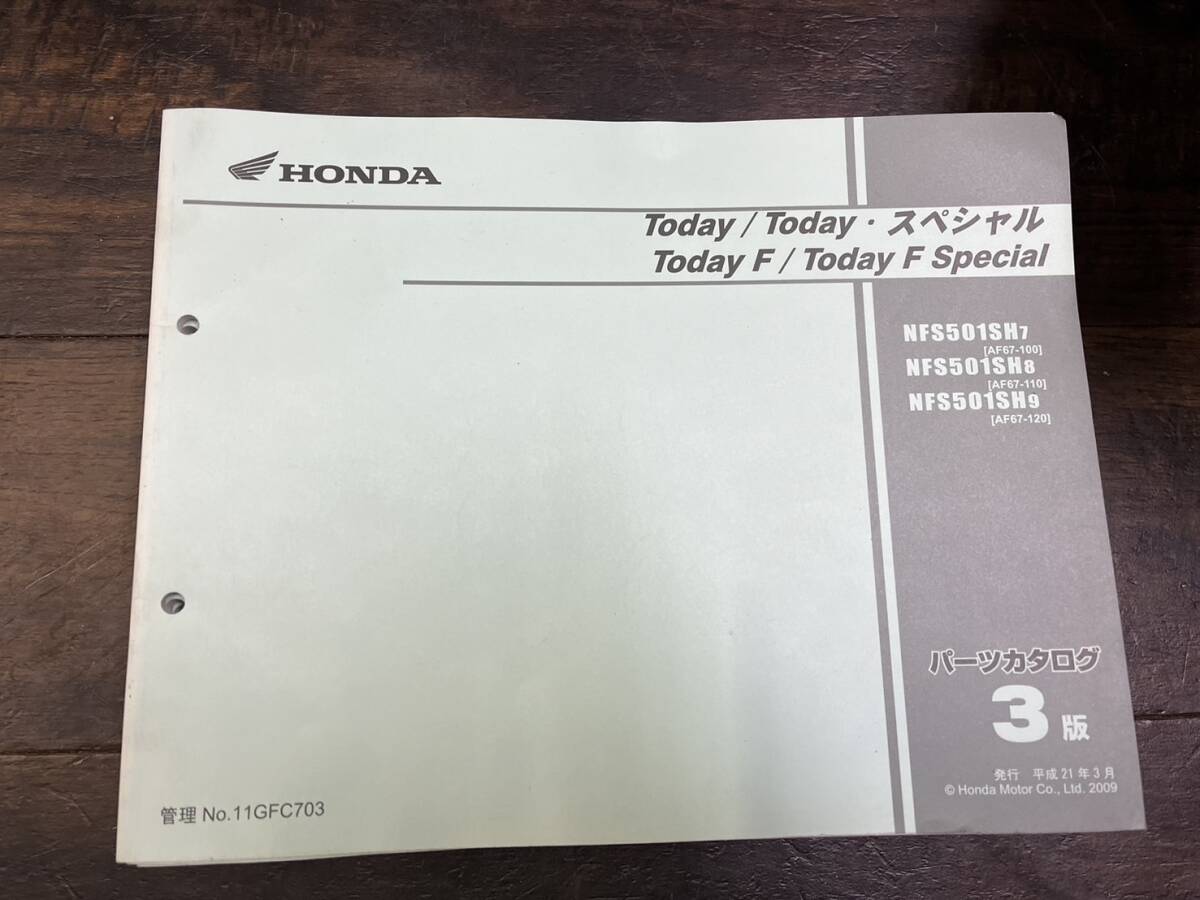 HONDA
Today / Today・スペシャル
Today F / Today F Special
NFS501SH7
[AF67-100]
NFS501SH8
[AF67-110]
NFS501SH9
[AF67-120]
パーツカタログ
3版
発行 平成21年3月
© Honda Motor Co., Ltd. 2009
管理 No.11GFC703